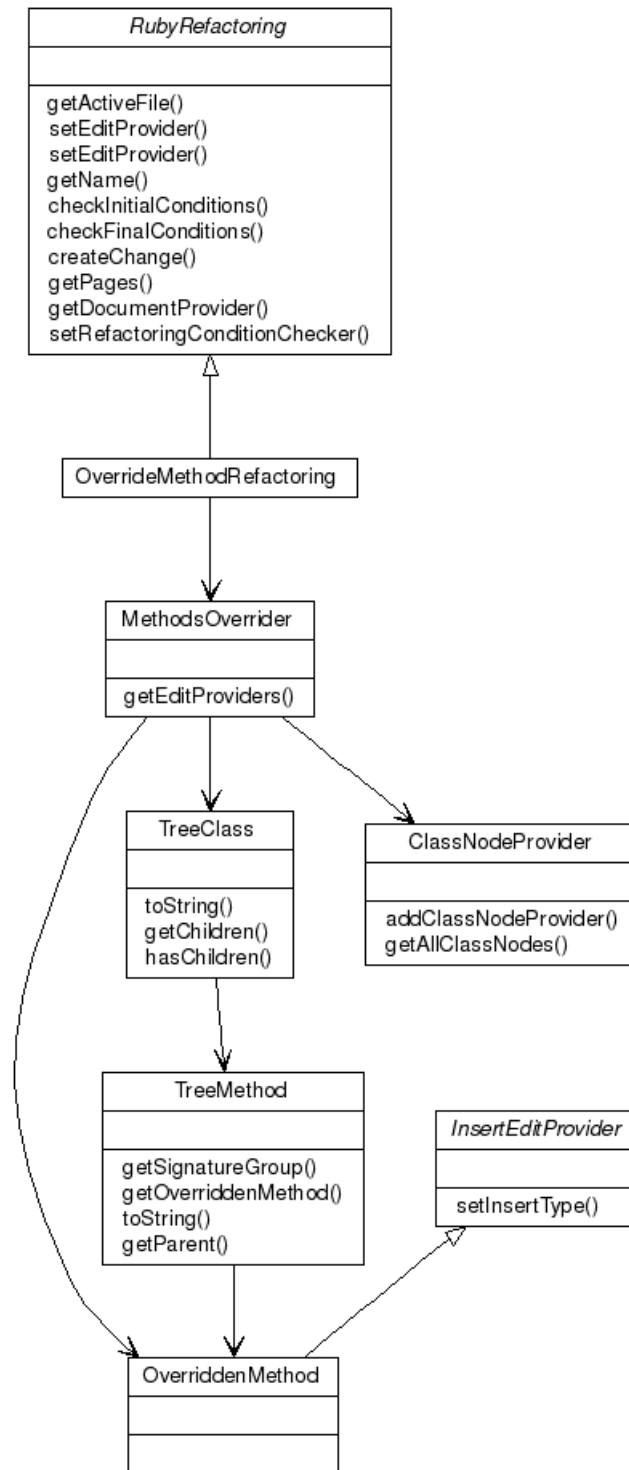 RubyRefactoring
getActiveFile()
setEditProvider()
setEditProvider()
getName()
checkInitialConditions()
checkFinalConditions()
createChange()
getPages()
getDocumentProvider()
setRefactoringConditionChecker()
OverrideMethodRefactoring
MethodsOverrider
getEditProviders()
TreeClass
toString()
getChildren()
hasChildren()
ClassNodeProvider
addClassNodeProvider()
getAllClassNodes()
TreeMethod
getSignatureGroup()
getOverriddenMethod()
toString()
getParent()
InsertEditProvider
setInsertType()
OverriddenMethod